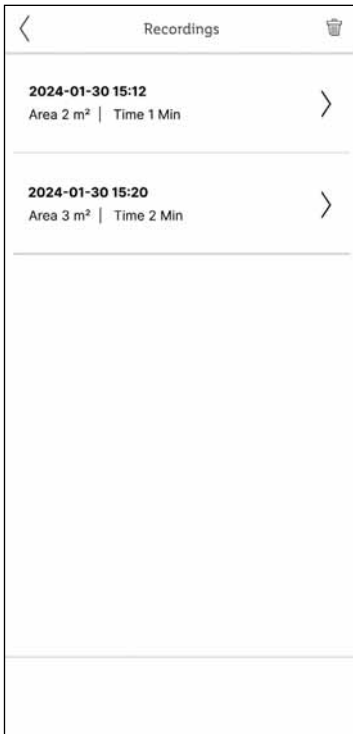 Recordings
2024-01-30 15:12
Area 2 m² | Time 1 Min
2024-01-30 15:20
Area 3 m² | Time 2 Min